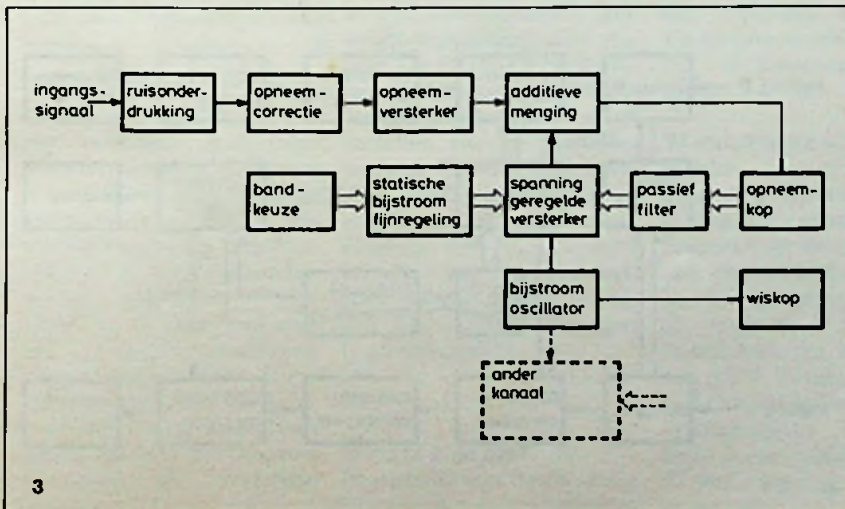 ingangs-
signaal
ruisonder-
drukking
opneem-
correctie
opneem-
versterker
additieve
menging
band-
keuze
statische
bijstroom
fijnregeling
spanning
geregelde
versterker
passief
filter
opneem-
kop
bijstroom
oscillator
wiskop
ander
kanaal
3